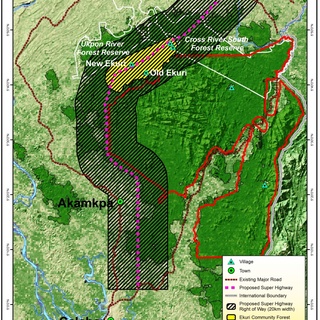 Ukpon River
Forest Reserve
Cross River South
Forest Reserve
New Ekuri
Old Ekuri
Akamkpa
Village
Town
Existing Major Road
Proposed Super Highway
International Boundary
Proposed Super Highway
Right of Way (20km width)
Ekuri Community Forest